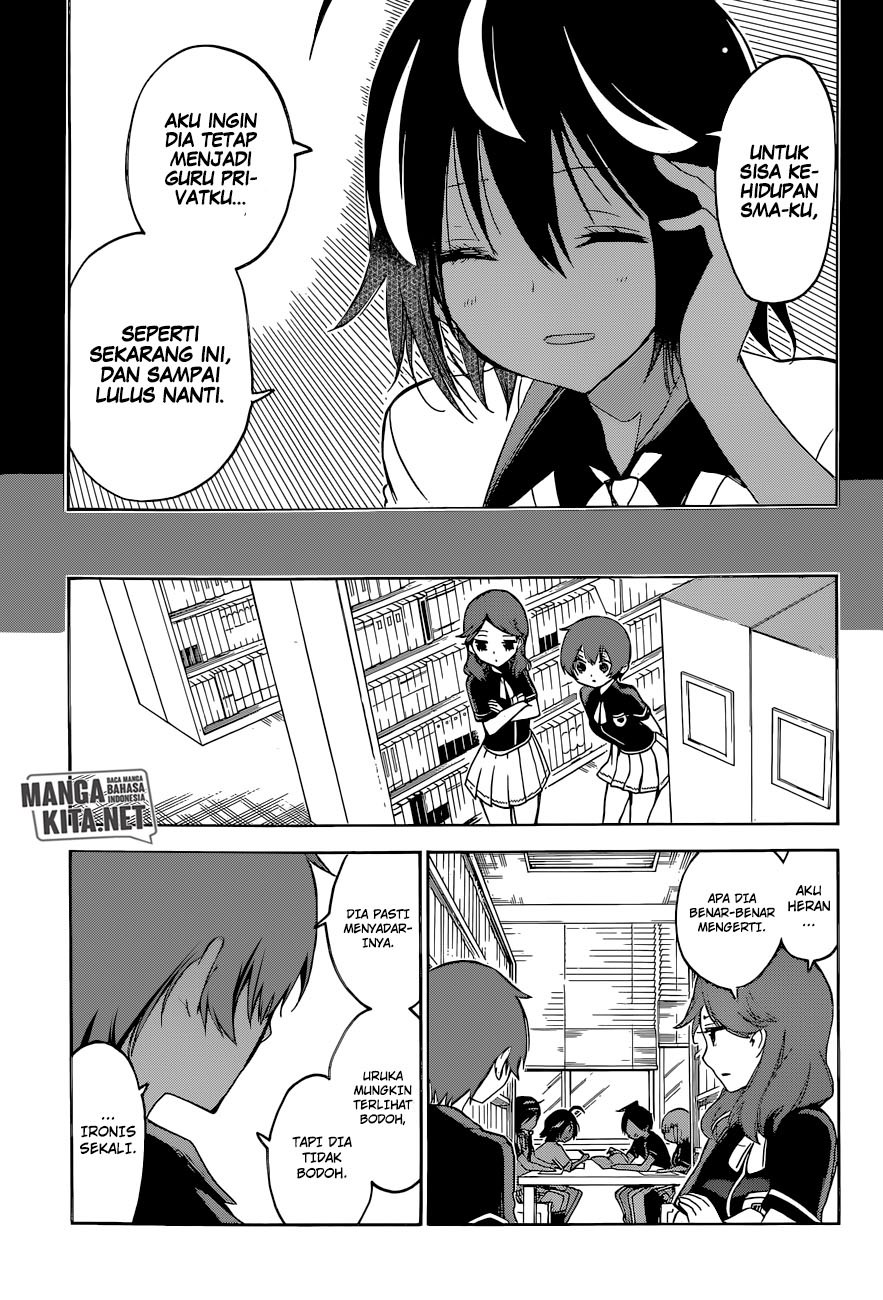 UNTUK
SISA KE-
HIDUPAN
SMA-KU,
AKU INGIN
DIA TETAP
MENJADI
GURU PRI-
VATKU...
SEPERTI
SEKARANG INI,
DAN SAMPAI
LULUS NANTI.
MANGA
KITA.NET
BACA MANGA
BAHASA
INDONESIA
AKU
HERAN
...
APA DIA
BENAR-BENAR
MENGERTI.
DIA PASTI
MENYADAR-
INYA.
URUKA
MUNGKIN
TERLIHAT
BODOH,
TAPI DIA
TIDAK
BODOH.
...
IRONIS
SEKALI.